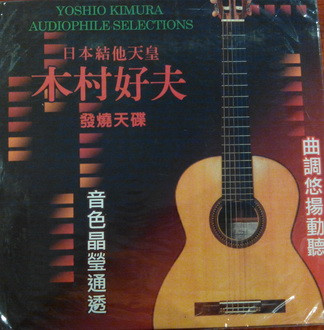 YOSHIO KIMURA
AUDIOPHILE SELECTIONS
日本結他天皇
木村好夫
發燒天碟
曲調悠揚動聽
音色晶瑩通透